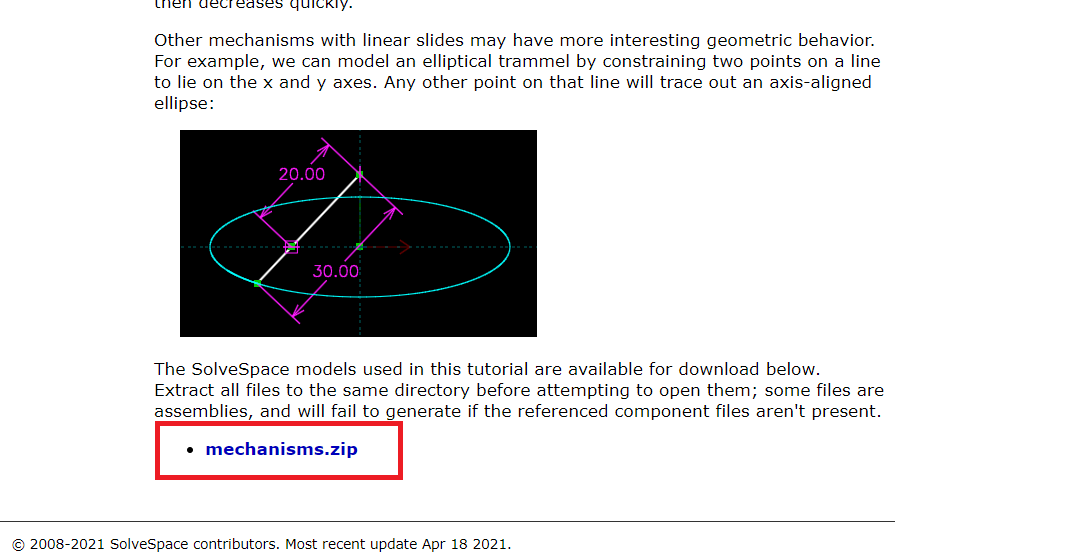 then decreases quickly.
Other mechanisms with linear slides may have more interesting geometric behavior.
For example, we can model an elliptical trammel by constraining two points on a line
to lie on the x and y axes. Any other point on that line will trace out an axis-aligned
ellipse:
20.00
30.00
The SolveSpace models used in this tutorial are available for download below.
Extract all files to the same directory before attempting to open them; some files are
assemblies, and will fail to generate if the referenced component files aren't present.
• mechanisms.zip
© 2008-2021 SolveSpace contributors. Most recent update Apr 18 2021.